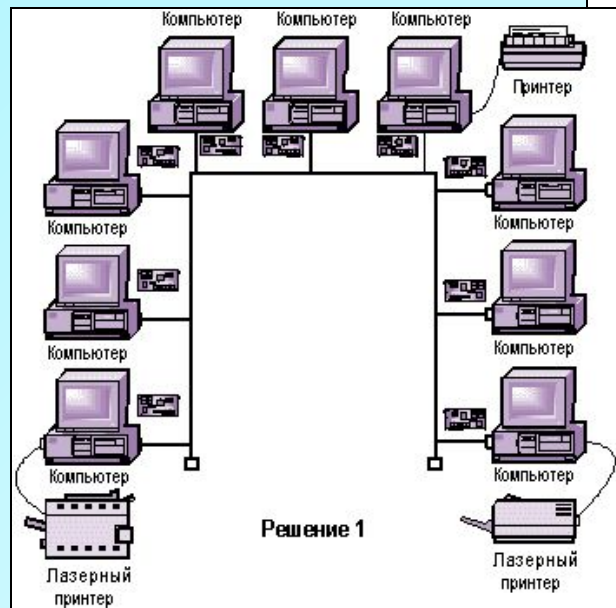 Компьютер Компьютер Компьютер
Принтер
Компьютер
Компьютер
Компьютер
Компьютер
Компьютер
Компьютер
Решение 1
Лазерный
принтер
Лазерный
принтер